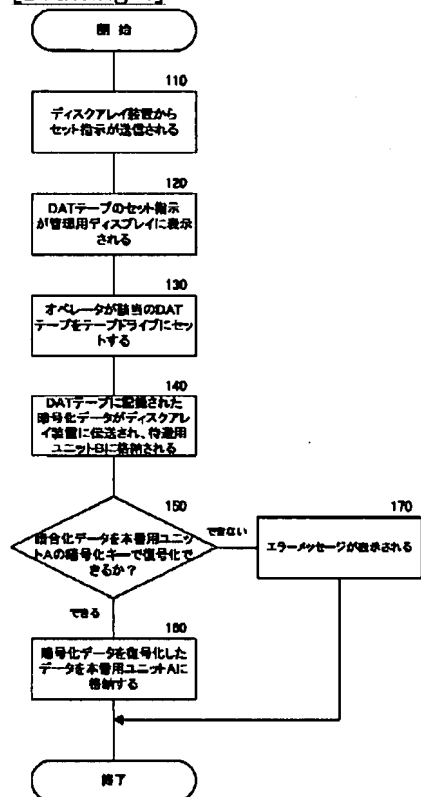 開 始
110
ディスクアレイ装置から
セット指示が送信される
120
DATテープのセット指示
が管理用ディスプレイに表示
される
130
オペレータが該当のDAT
テープをテープドライブにセッ
トする
140
DATテープに記録された
暗号化データがディスクアレ
イ装置に伝送され、待避用
ユニットBに格納される
150
暗合化データを本番用ユニッ
トAの暗号化キーで復号化で
きるか？
できない
170
エラーメッセージが表示される
できる
160
暗号化データを復号化した
データを本番用ユニットAに
格納する
終了